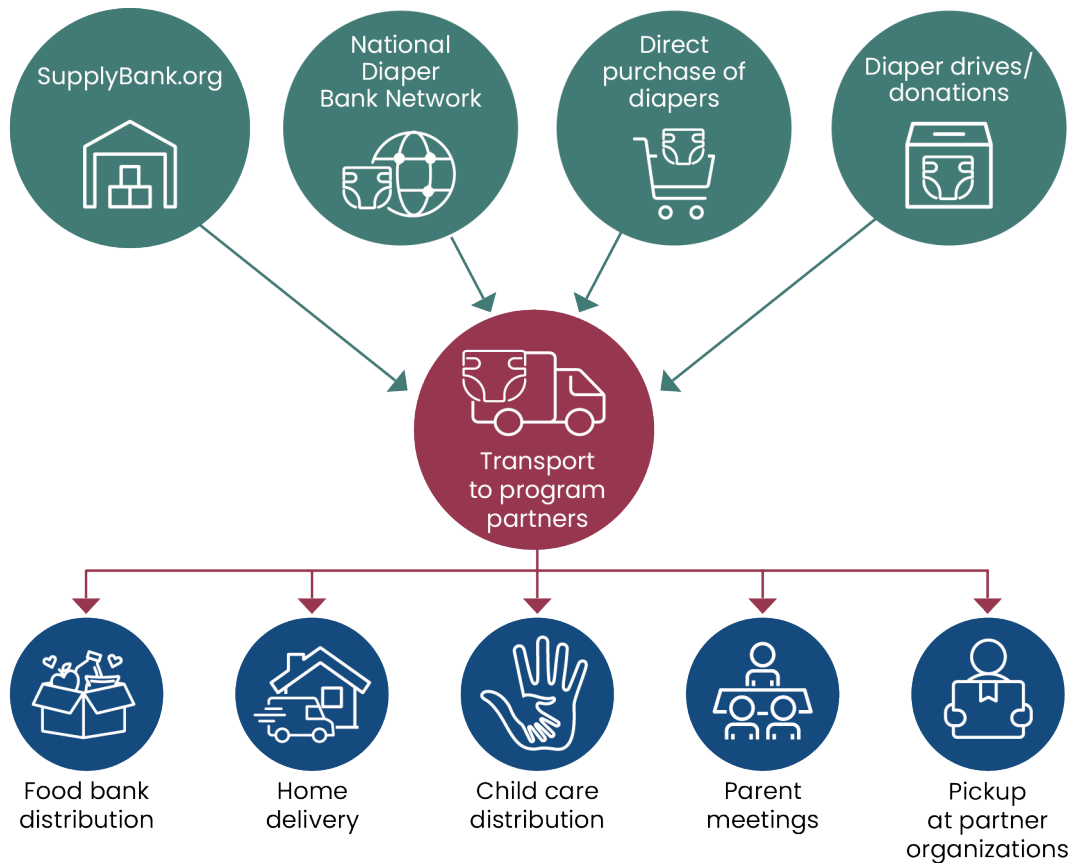 SupplyBank.org
National
Diaper
Bank Network
Direct
purchase of
diapers
Diaper drives/
donations
Transport
to program
partners
Food bank
distribution
Home
delivery
Child care
distribution
Parent
meetings
Pickup
at partner
organizations